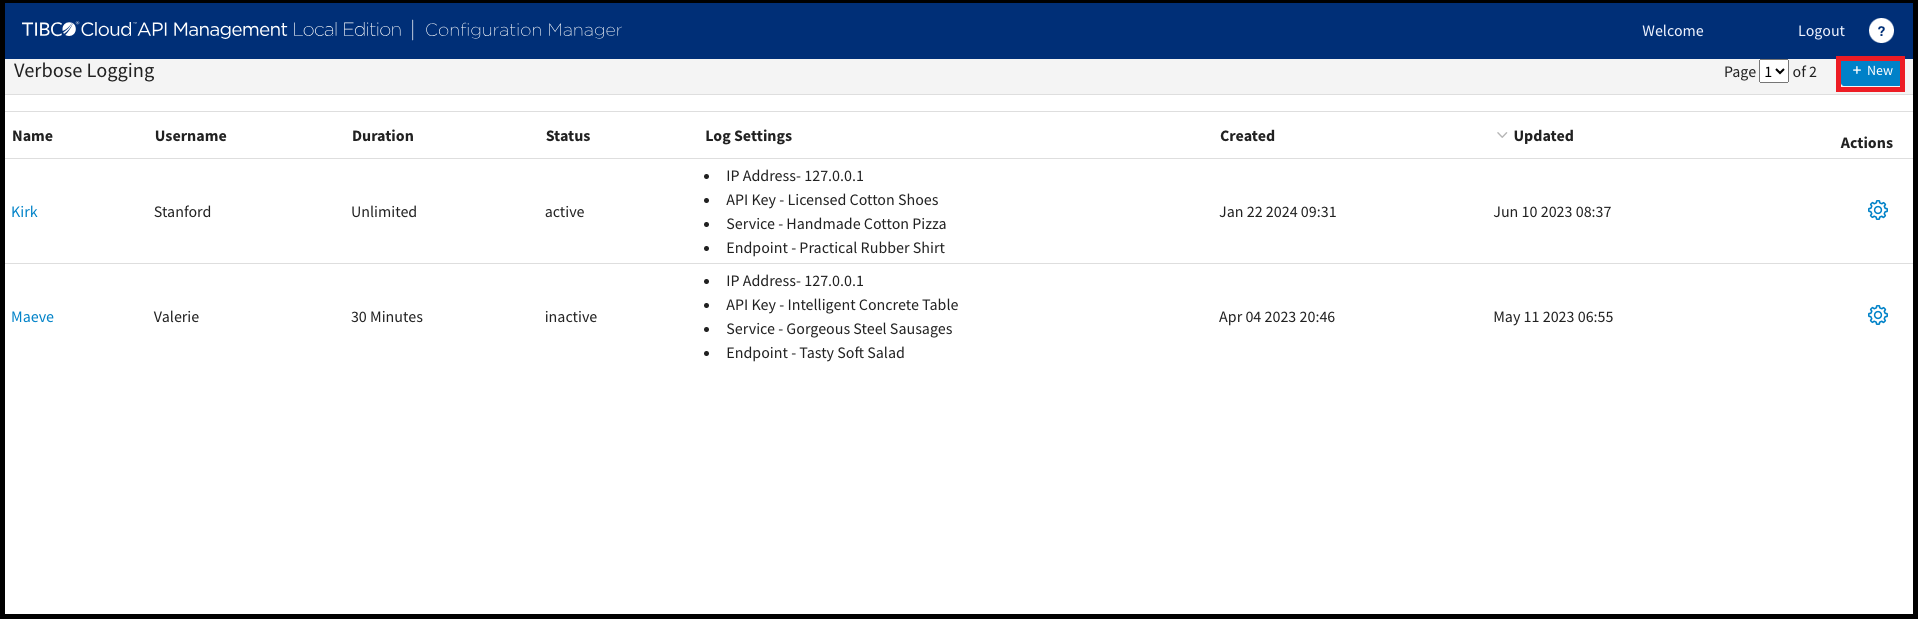 TIBCO Cloud™ API Management Local Edition | Configuration Manager
Welcome
Logout
?
Verbose Logging
Page 1 of 2
+ New
Name Username Duration Status Log Settings Created Updated Actions
Kirk Stanford Unlimited active
• IP Address- 127.0.0.1
• API Key - Licensed Cotton Shoes
• Service - Handmade Cotton Pizza
• Endpoint - Practical Rubber Shirt
Jan 22 2024 09:31 Jun 10 2023 08:37
Maeve Valerie 30 Minutes inactive
• IP Address- 127.0.0.1
• API Key - Intelligent Concrete Table
• Service - Gorgeous Steel Sausages
• Endpoint - Tasty Soft Salad
Apr 04 2023 20:46 May 11 2023 06:55